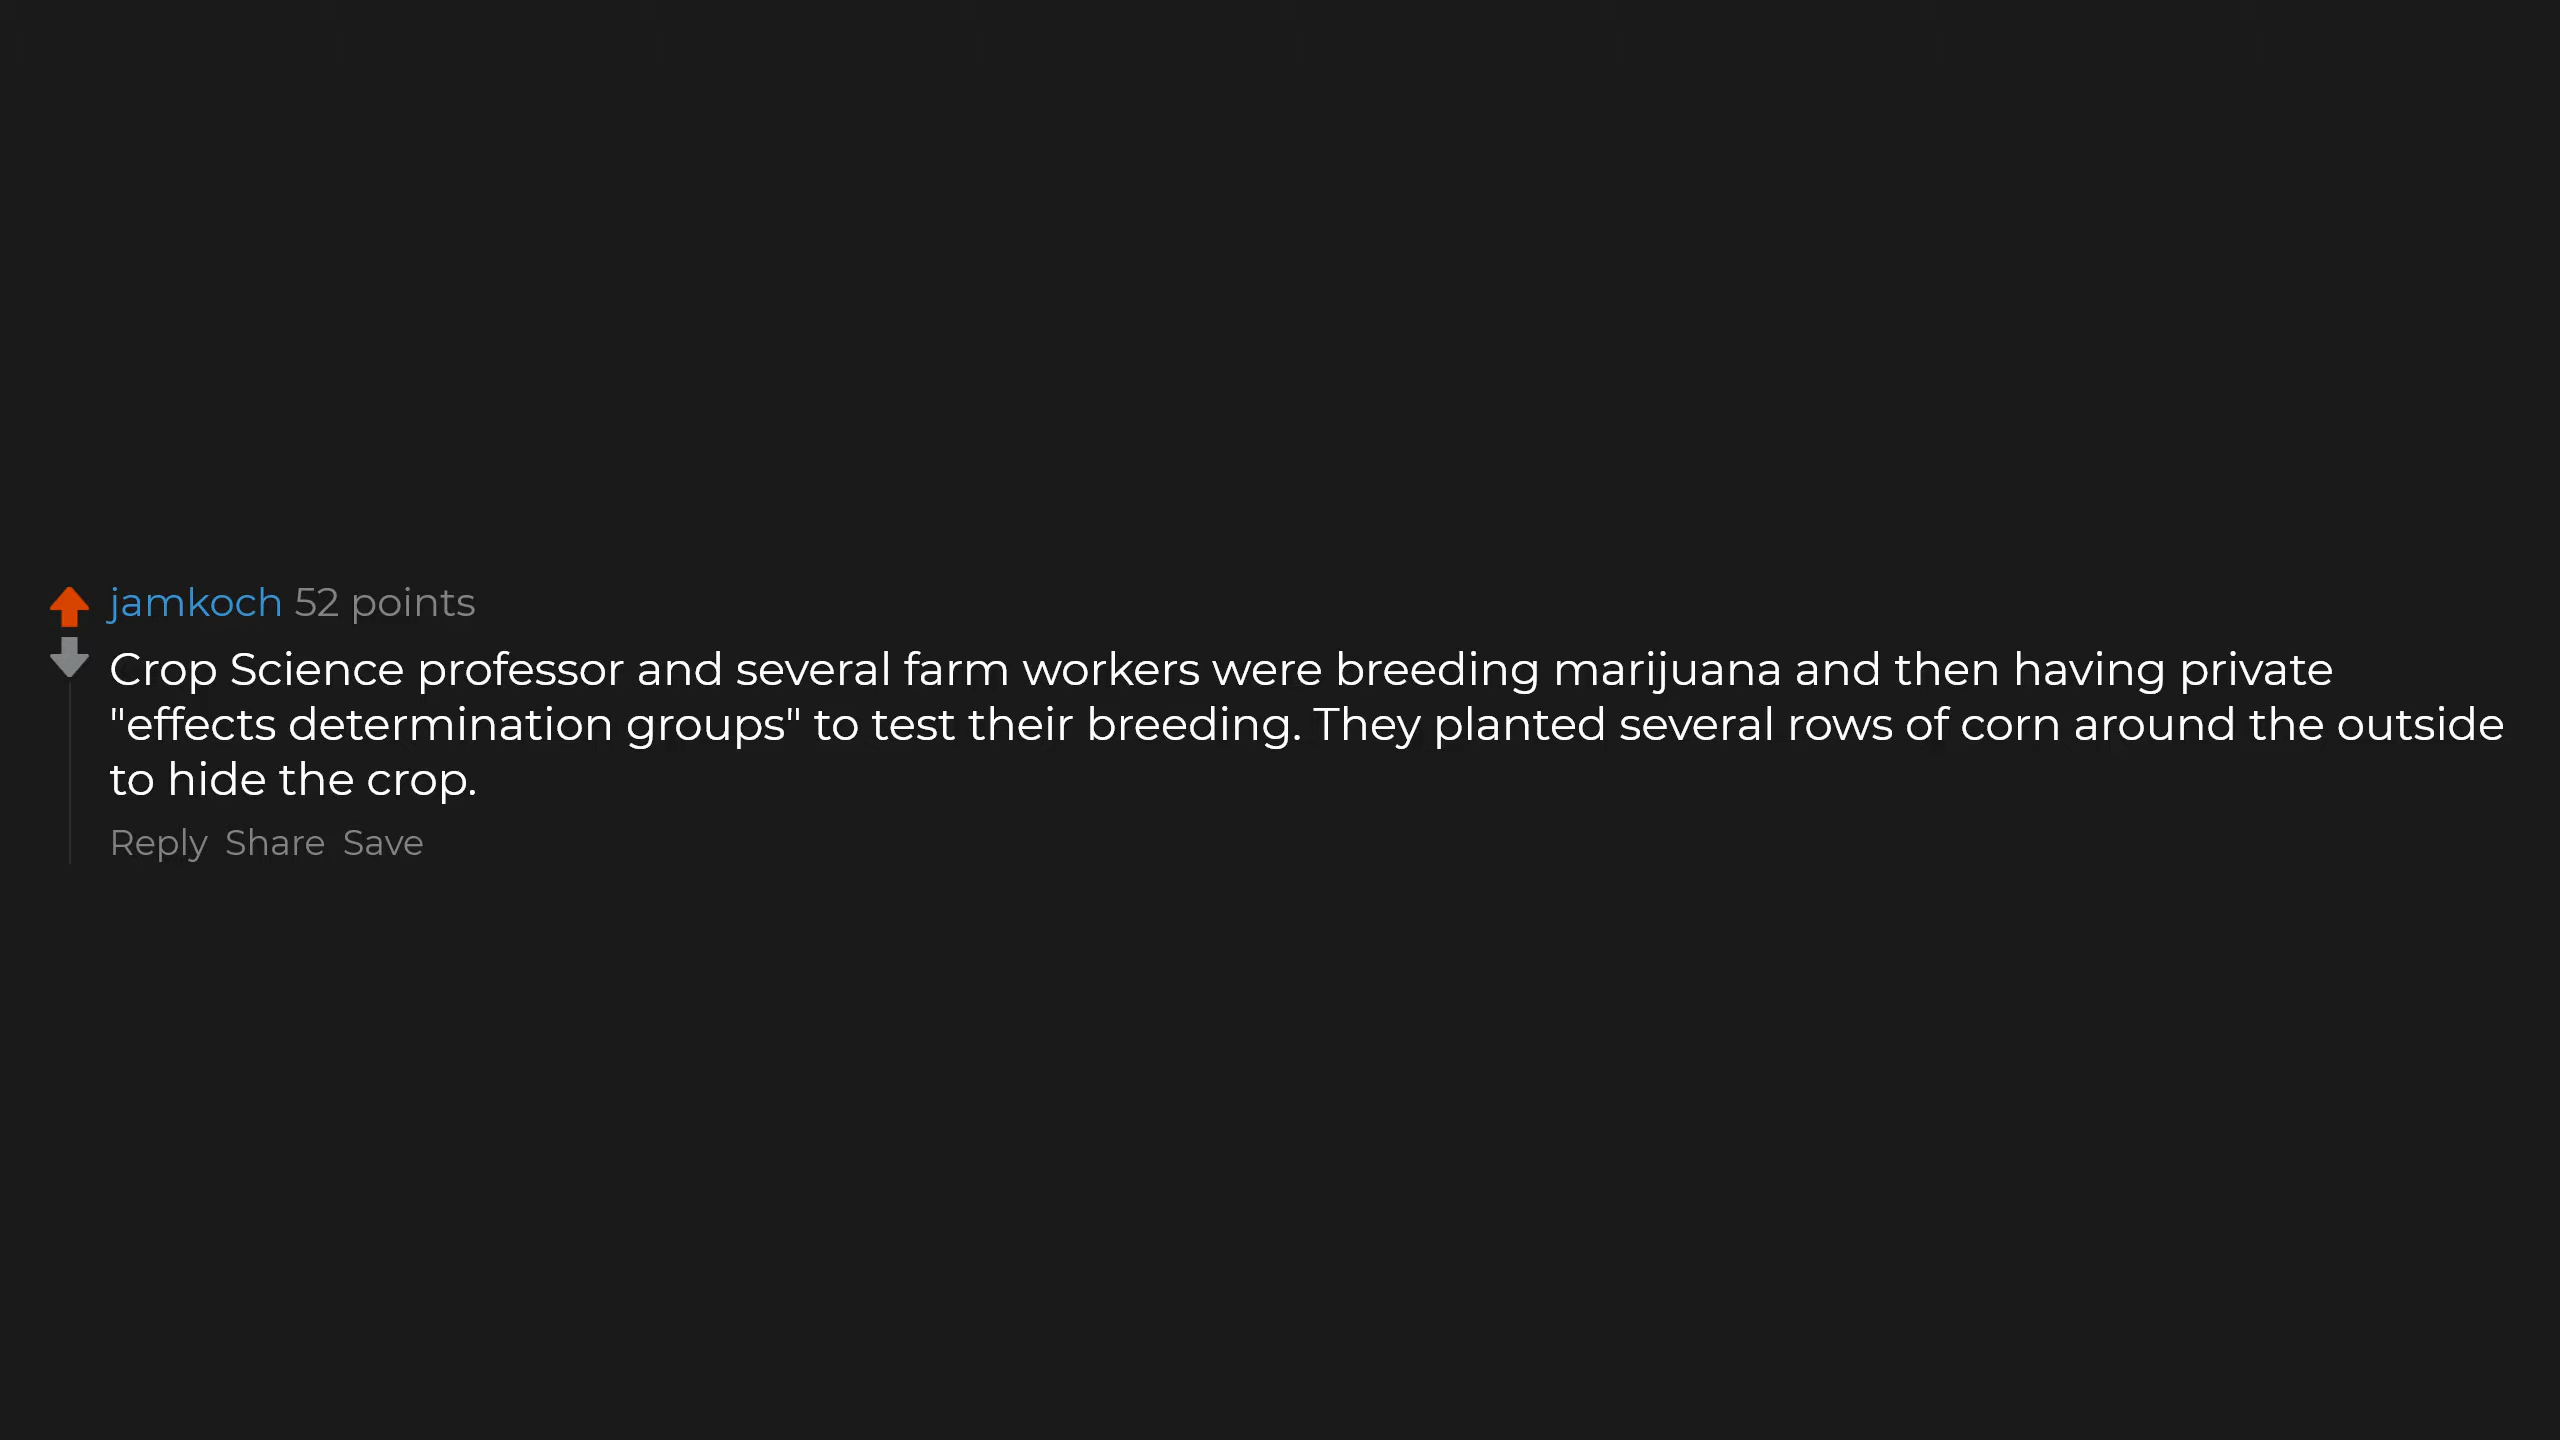 jamkoch 52 points
Crop Science professor and several farm workers were breeding marijuana and then having private
"effects determination groups" to test their breeding. They planted several rows of corn around the outside
to hide the crop.
Reply Share Save